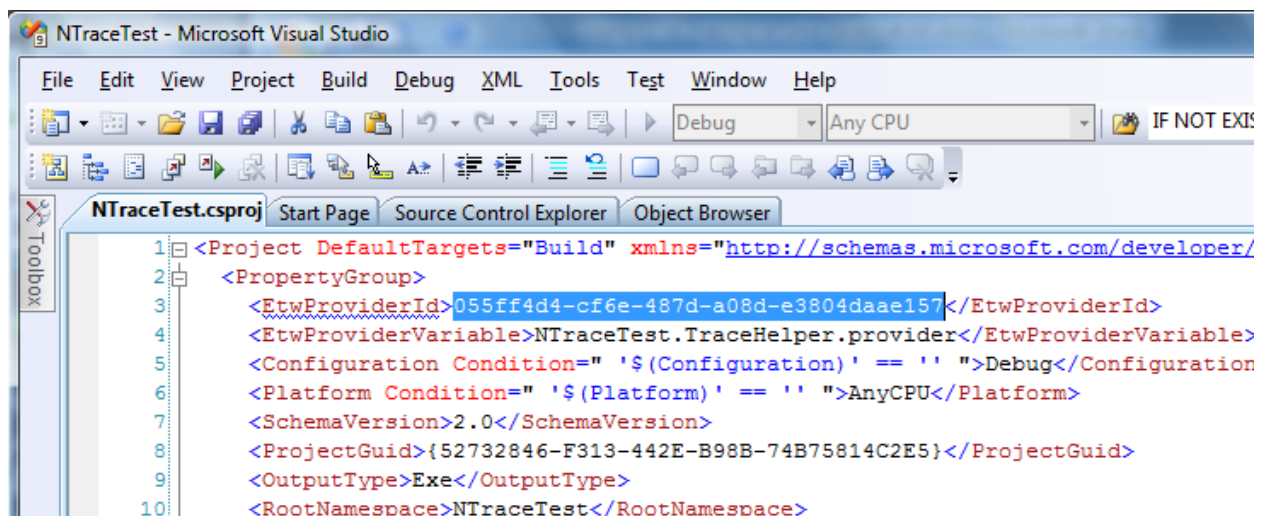 NTraceTest - Microsoft Visual Studio
File Edit View Project Build Debug XML Tools Test Window Help
Debug Any CPU IF NOT EXIS
NTraceTest.csproj Start Page Source Control Explorer Object Browser
Toolbox
1 <Project DefaultTargets="Build" xmlns="http://schemas.microsoft.com/developer/
2 <PropertyGroup>
3 <EtwProviderId>055ff4d4-cf6e-487d-a08d-e3804daae157</EtwProviderId>
4 <EtwProviderVariable>NTraceTest.TraceHelper.provider</EtwProviderVariable>
5 <Configuration Condition=" '$(Configuration)' == '' ">Debug</Configuration
6 <Platform Condition=" '$(Platform)' == '' ">AnyCPU</Platform>
7 <SchemaVersion>2.0</SchemaVersion>
8 <ProjectGuid>{52732846-F313-442E-B98B-74B75814C2E5}</ProjectGuid>
9 <OutputType>Exe</OutputType>
10 <RootNamespace>NTraceTest</RootNamespace>